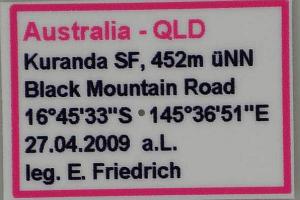 Australia - QLD
Kuranda SF, 452m üNN
Black Mountain Road
16°45'33"S • 145°36'51"E
27.04.2009 a.L.
leg. E. Friedrich